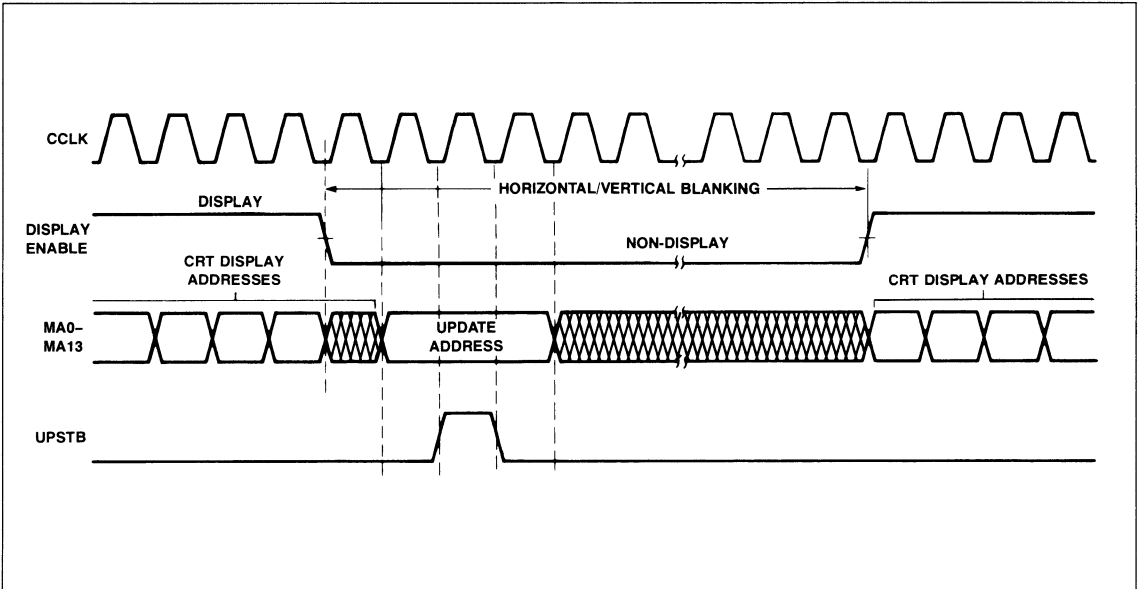 CCLK
HORIZONTAL/VERTICAL BLANKING
DISPLAY
DISPLAY
ENABLE
NON-DISPLAY
CRT DISPLAY
ADDRESSES
CRT DISPLAY ADDRESSES
MA0–
MA13
UPDATE
ADDRESS
UPSTB